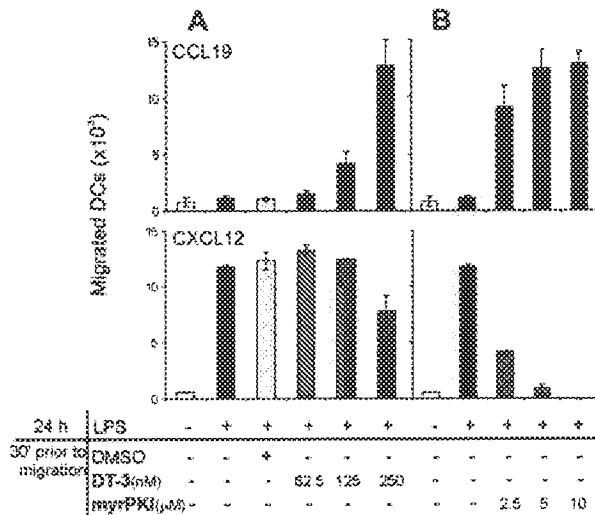 A B
15 CCL19
10
5
0
Migrated DCs (x10³)
15 CXCL12
10
5
0
24 h LPS - + + + + + - + + + +
30' prior to migration
DMSO - - + - - - - - - - -
DT-3(nM) - - - 62.5 125 250 - - - - -
myrPKI(µM) - - - - - - - - 2.5 5 10